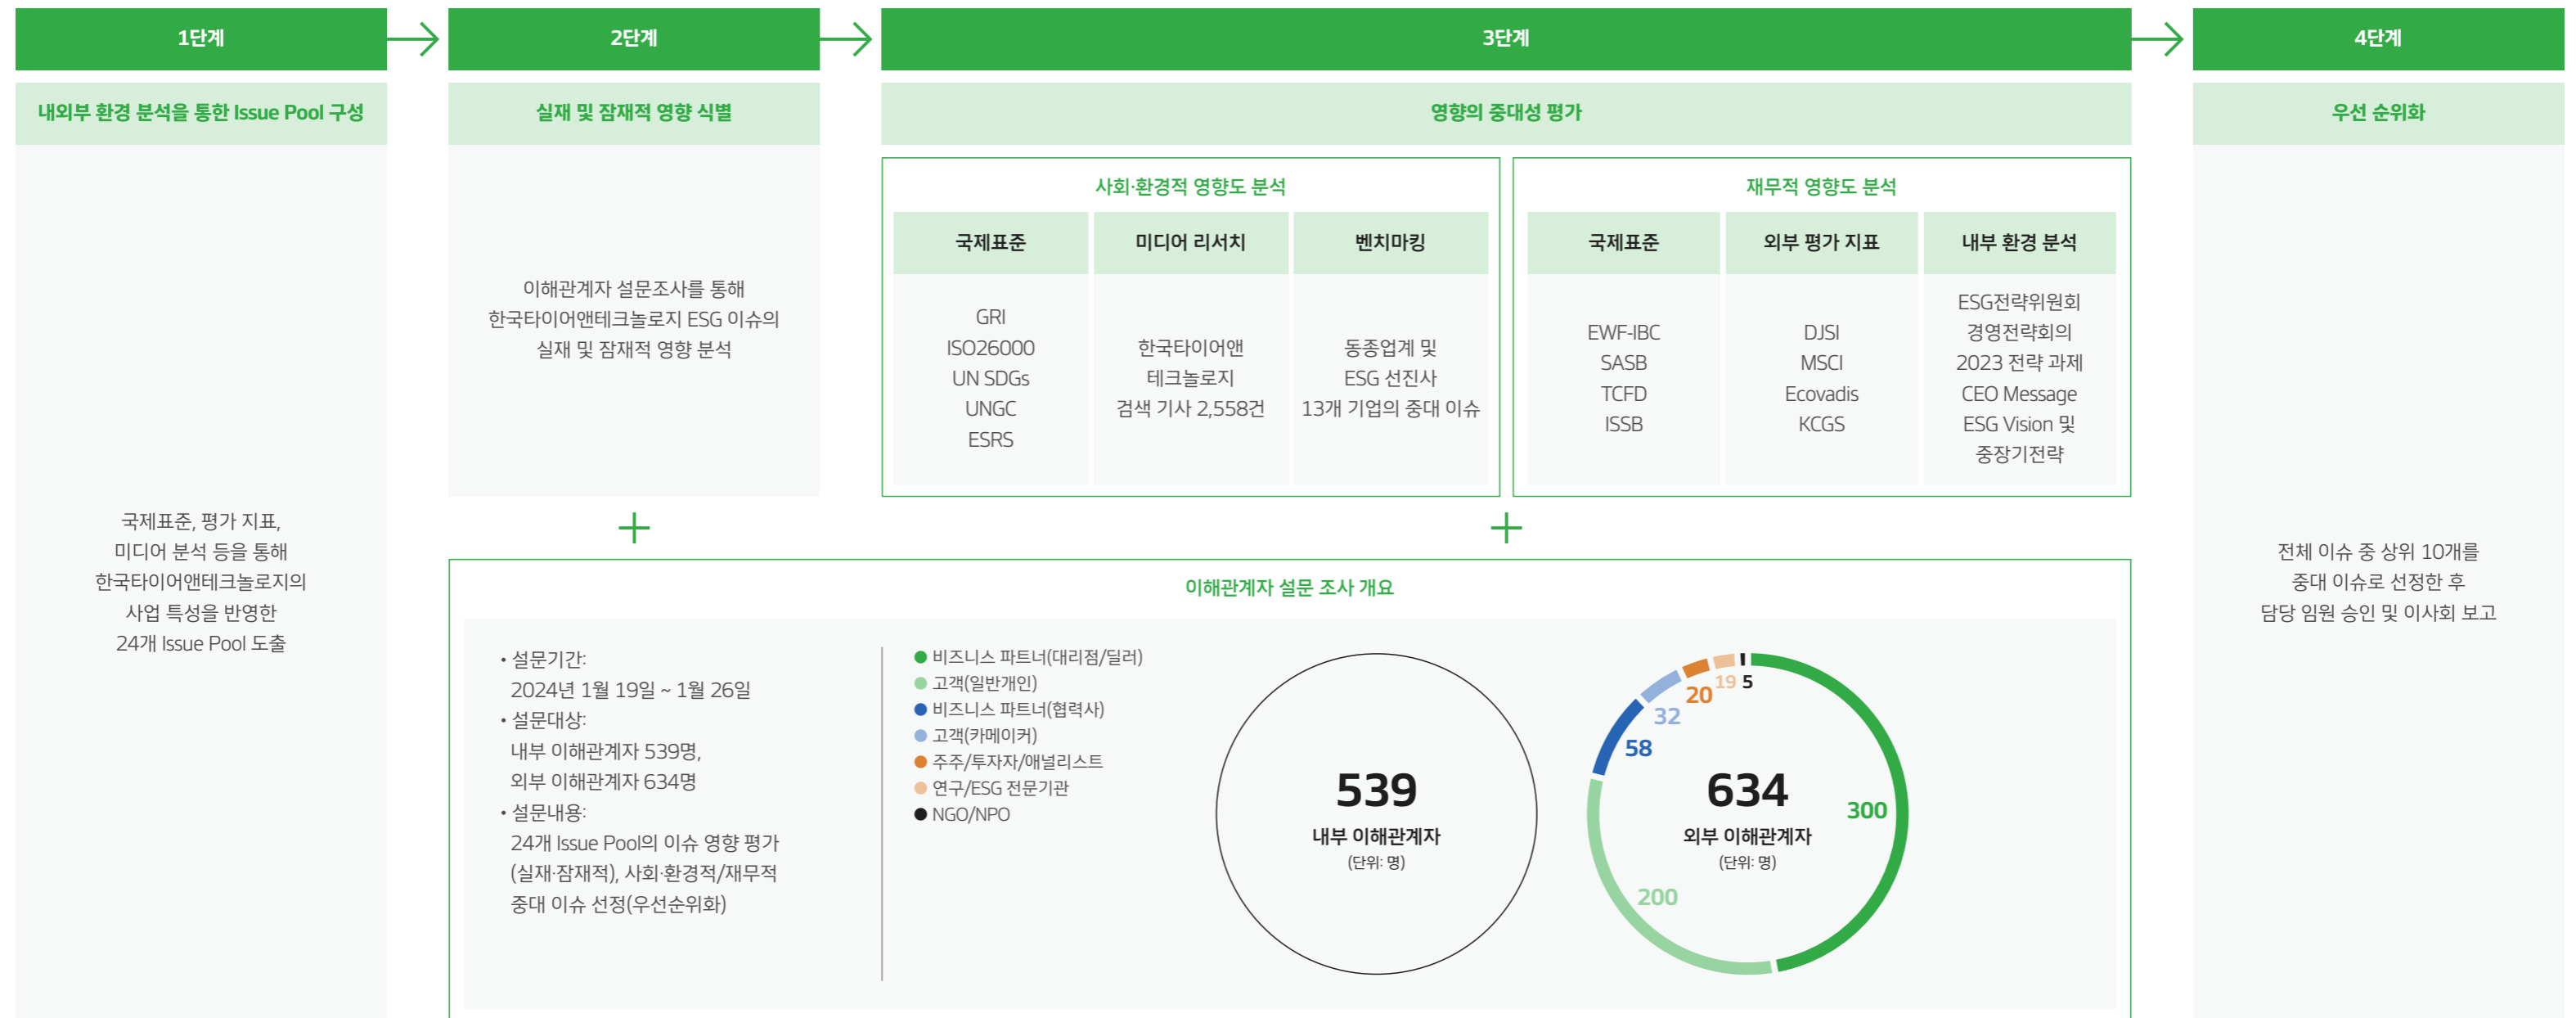 1단계
내외부 환경 분석을 통한 Issue Pool 구성
국제표준, 평가 지표,
미디어 분석 등을 통해
한국타이어앤테크놀로지의
사업 특성을 반영한
24개 Issue Pool 도출
2단계
실재 및 잠재적 영향 식별
이해관계자 설문조사를 통해
한국타이어앤테크놀로지 ESG 이슈의
실재 및 잠재적 영향 분석
3단계
영향의 중대성 평가
사회·환경적 영향도 분석
국제표준
GRI
ISO26000
UN SDGs
UNGC
ESRS
미디어 리서치
한국타이어앤
테크놀로지
검색 기사 2,558건
벤치마킹
동종업계 및
ESG 선진사
13개 기업의 중대 이슈
재무적 영향도 분석
국제표준
EWF-IBC
SASB
TCFD
ISSB
외부 평가 지표
DJSI
MSCI
Ecovadis
KCGS
내부 환경 분석
ESG전략위원회
경영전략회의
2023 전략 과제
CEO Message
ESG Vision 및
중장기전략
+
+
이해관계자 설문 조사 개요
• 설문기간:
2024년 1월 19일 ~ 1월 26일
• 설문대상:
내부 이해관계자 539명,
외부 이해관계자 634명
• 설문내용:
24개 Issue Pool의 이슈 영향 평가
(실재·잠재적), 사회·환경적/재무적
중대 이슈 선정(우선순위화)
비즈니스 파트너(대리점/딜러)
고객(일반개인)
비즈니스 파트너(협력사)
고객(카메이커)
주주/투자자/애널리스트
연구/ESG 전문기관
NGO/NPO
539
내부 이해관계자
(단위: 명)
634
외부 이해관계자
(단위: 명)
300
200
58
32
20
19
5
4단계
우선 순위화
전체 이슈 중 상위 10개를
중대 이슈로 선정한 후
담당 임원 승인 및 이사회 보고